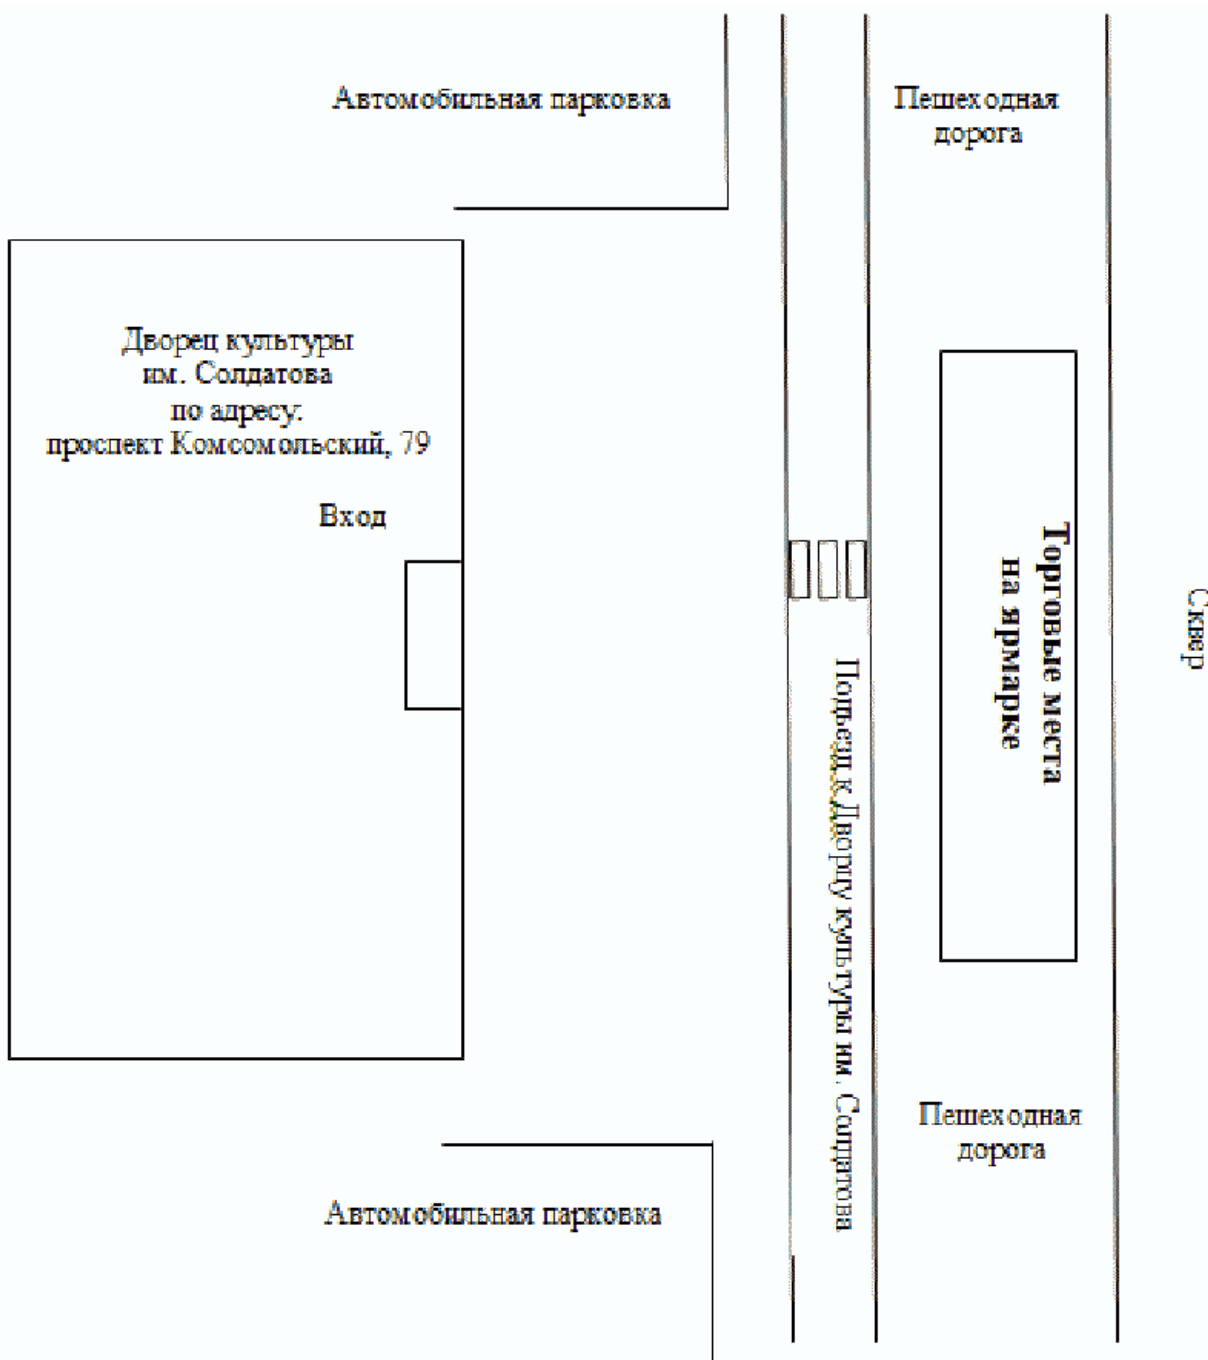 Автомобильная парковка
Пешеходная
дорога
Дворец культуры
им. Солдатова
по адресу:
проспект Комсомольский, 79
Вход
Торговые места
на ярмарке
Сквер
Подъезд к Дворцу культуры им. Солдатова
Пешеходная
дорога
Автомобильная парковка